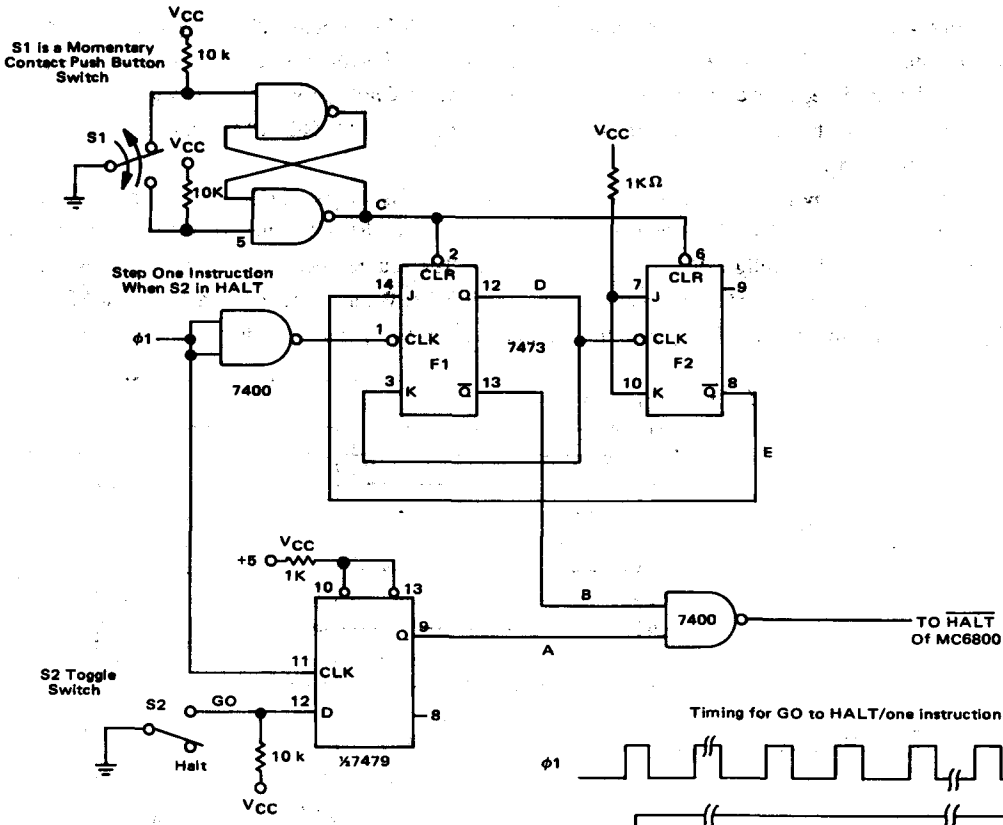 VCC
S1 is a Momentary
Contact Push Button
Switch
10 k
S1
VCC
10K
5
C
VCC
1KΩ
2
CLR
14
J
Q
12
D
1
CLK
F1
7473
3
K
Q̅
13
6
CLR
7
J
9
CLK
F2
10
K
Q̅
8
E
Step One Instruction
When S2 in HALT
ϕ1
7400
VCC
+5
1K
10
13
Q
9
A
B
7400
TO H̅A̅L̅T̅
Of MC6800
11
CLK
12
D
8
½7479
S2 Toggle
Switch
S2
GO
Halt
10 k
VCC
Timing for GO to HALT/one instruction
ϕ1